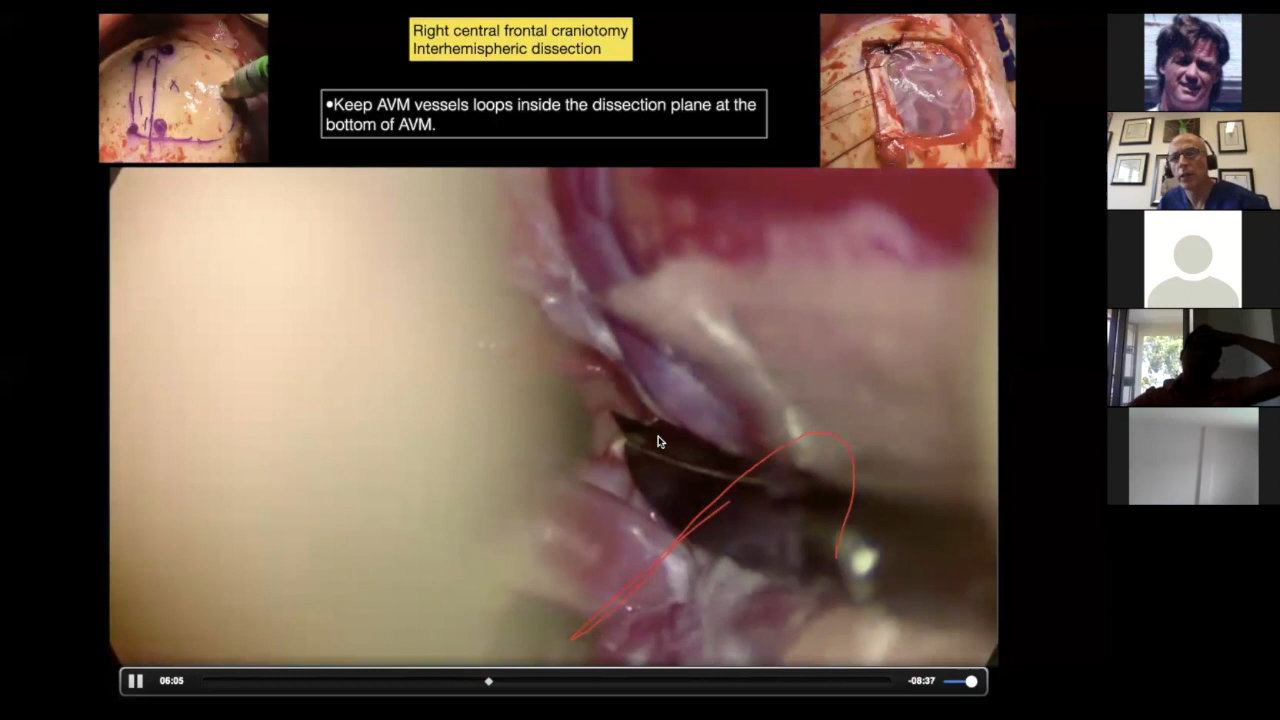 Right central frontal craniotomy
Interhemispheric dissection
•Keep AVM vessels loops inside the dissection plane at the
bottom of AVM.
06:05
-08:37